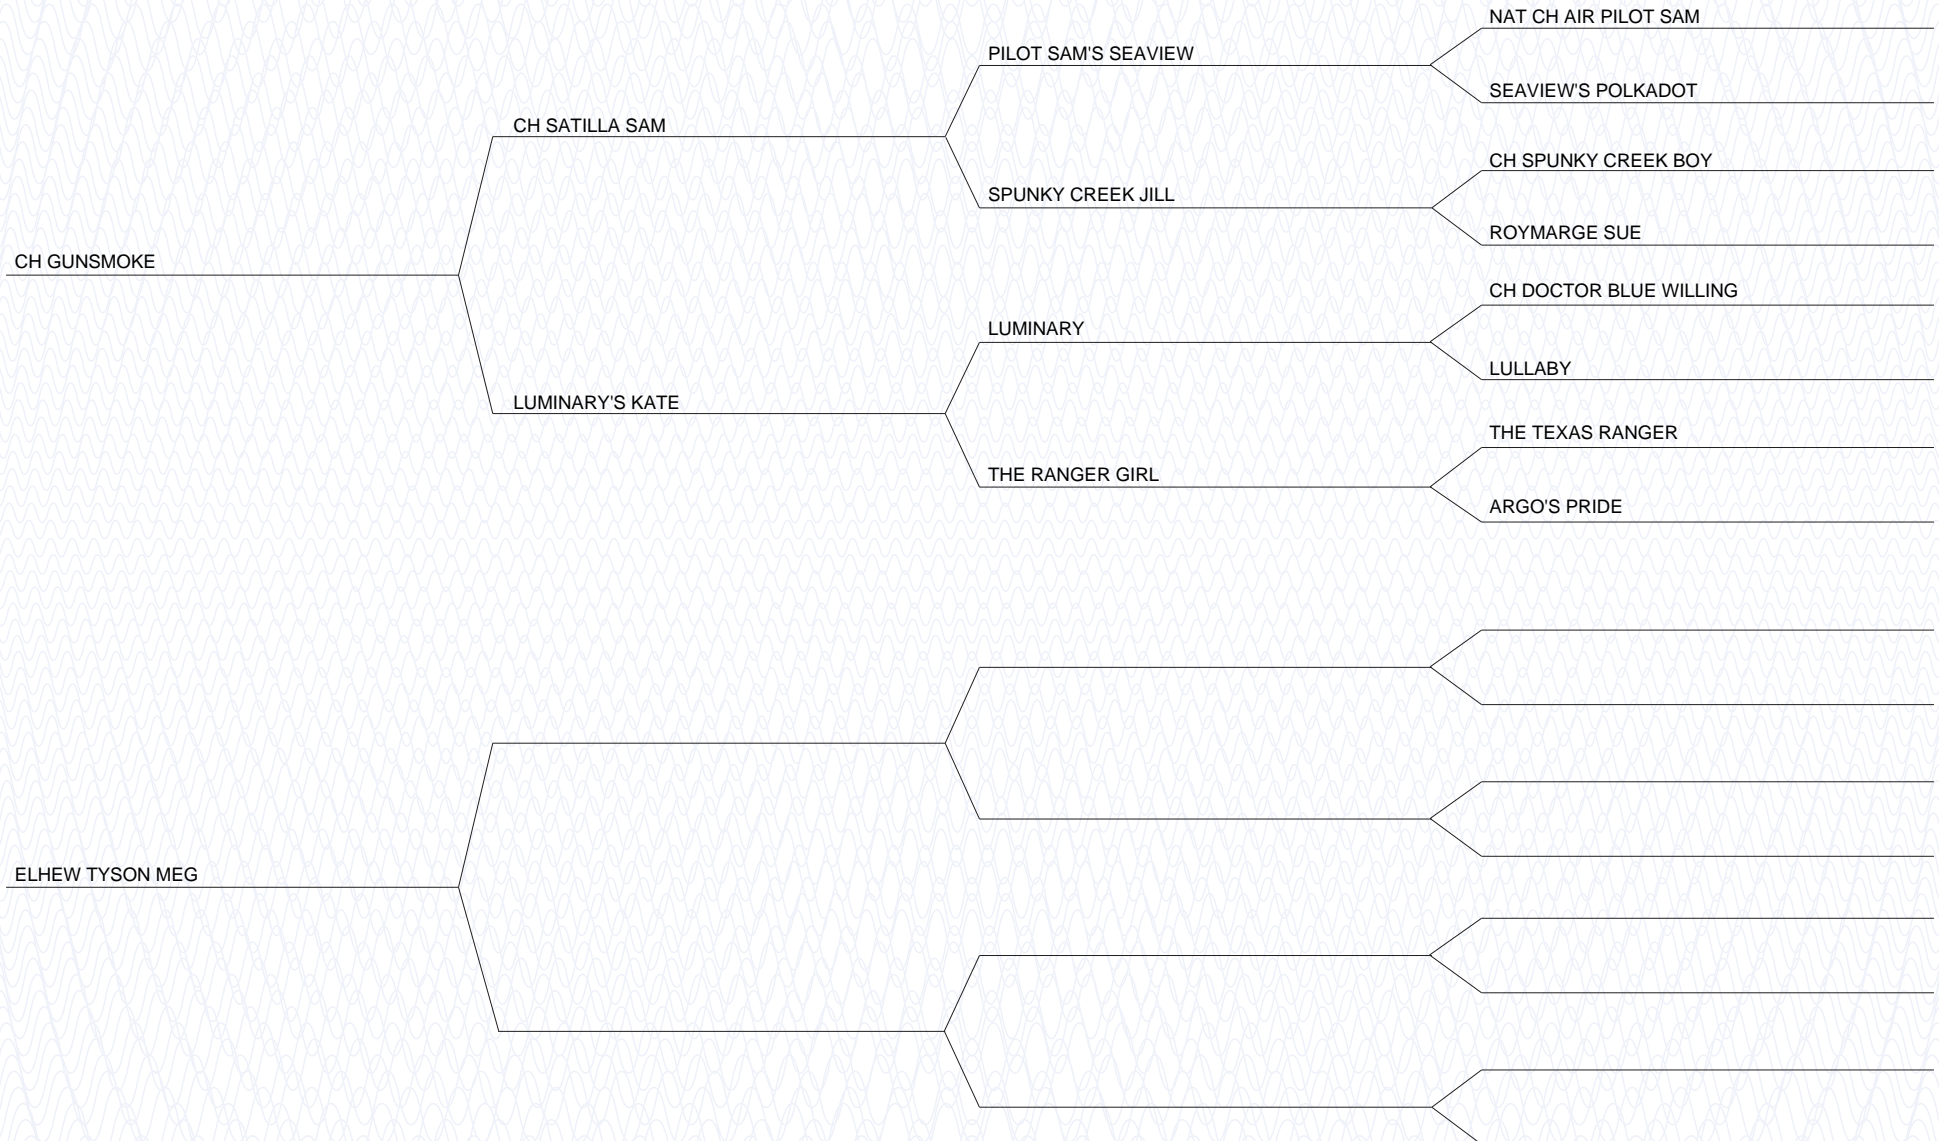 NAT CH AIR PILOT SAM
PILOT SAM'S SEAVIEW
SEAVIEW'S POLKADOT
CH SATILLA SAM
CH SPUNKY CREEK BOY
SPUNKY CREEK JILL
ROYMARGE SUE
CH GUNSMOKE
CH DOCTOR BLUE WILLING
LUMINARY
LULLABY
LUMINARY'S KATE
THE TEXAS RANGER
THE RANGER GIRL
ARGO'S PRIDE
ELHEW TYSON MEG